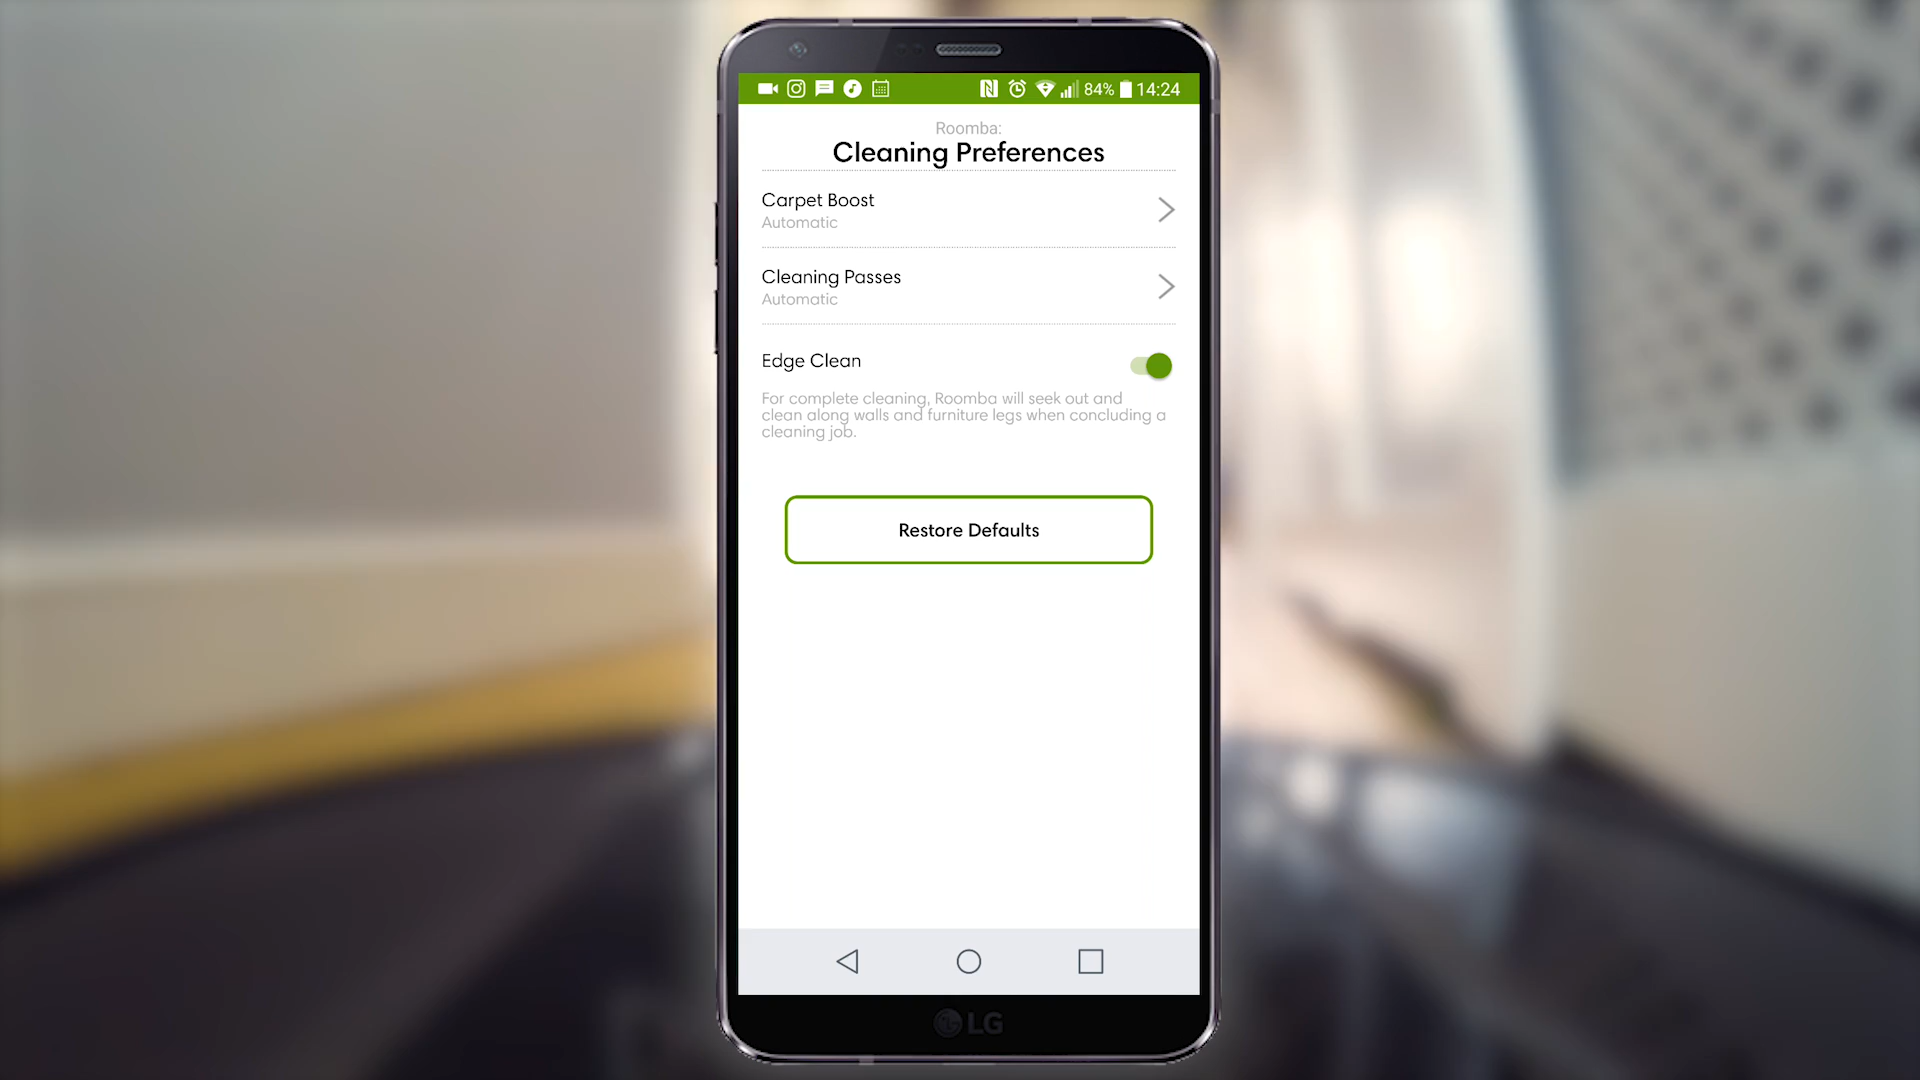 84% 14:24
Roomba:
Cleaning Preferences
Carpet Boost
Automatic
Cleaning Passes
Automatic
Edge Clean
For complete cleaning, Roomba will seek out and
clean along walls and furniture legs when concluding a
cleaning job.
Restore Defaults
LG